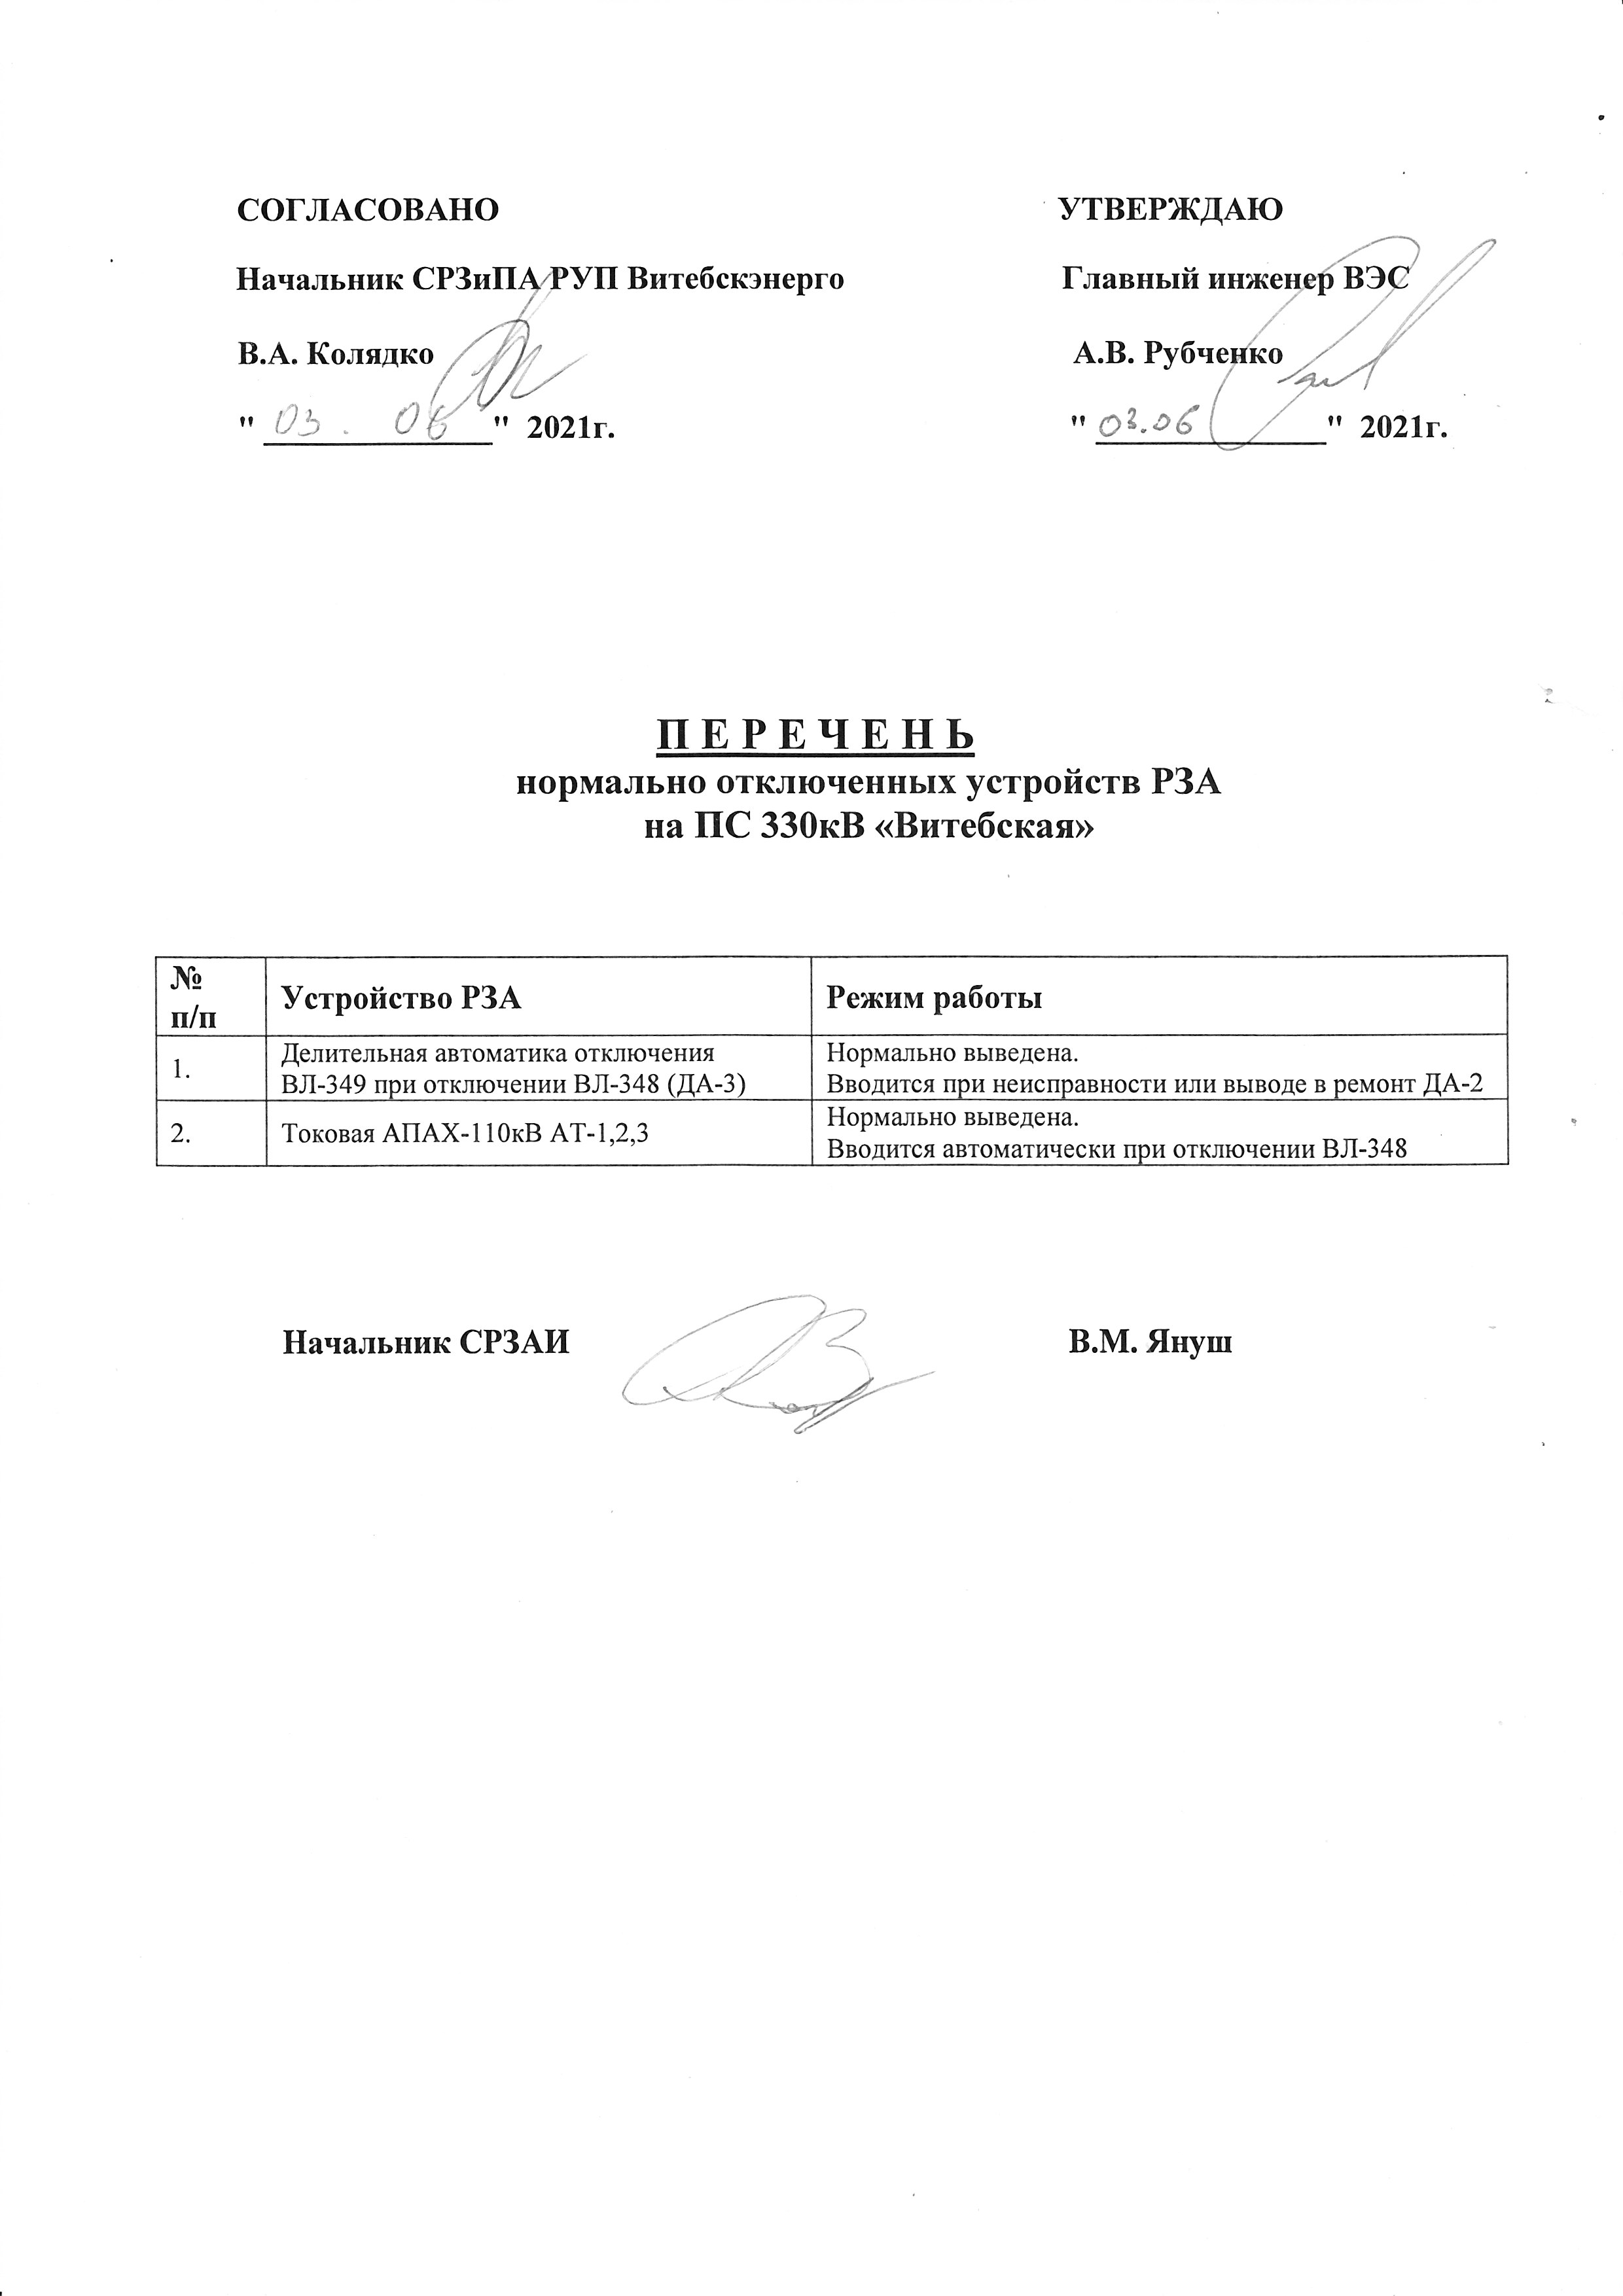 СОГЛАСОВАНО
Начальник СРЗиПА РУП Витебскэнерго
В.А. Колядко
" 03. 06 " 2021г.
УТВЕРЖДАЮ
Главный инженер ВЭС
А.В. Рубченко
" 03.06 " 2021г.
П Е Р Е Ч Е Н Ь
нормально отключенных устройств РЗА
на ПС 330кВ «Витебская»
№ п/п
Устройство РЗА
Режим работы
1.
Делительная автоматика отключения
ВЛ-349 при отключении ВЛ-348 (ДА-3)
Нормально выведена.
Вводится при неисправности или выводе в ремонт ДА-2
2.
Токовая АПАХ-110кВ АТ-1,2,3
Нормально выведена.
Вводится автоматически при отключении ВЛ-348
Начальник СРЗАИ
В.М. Януш